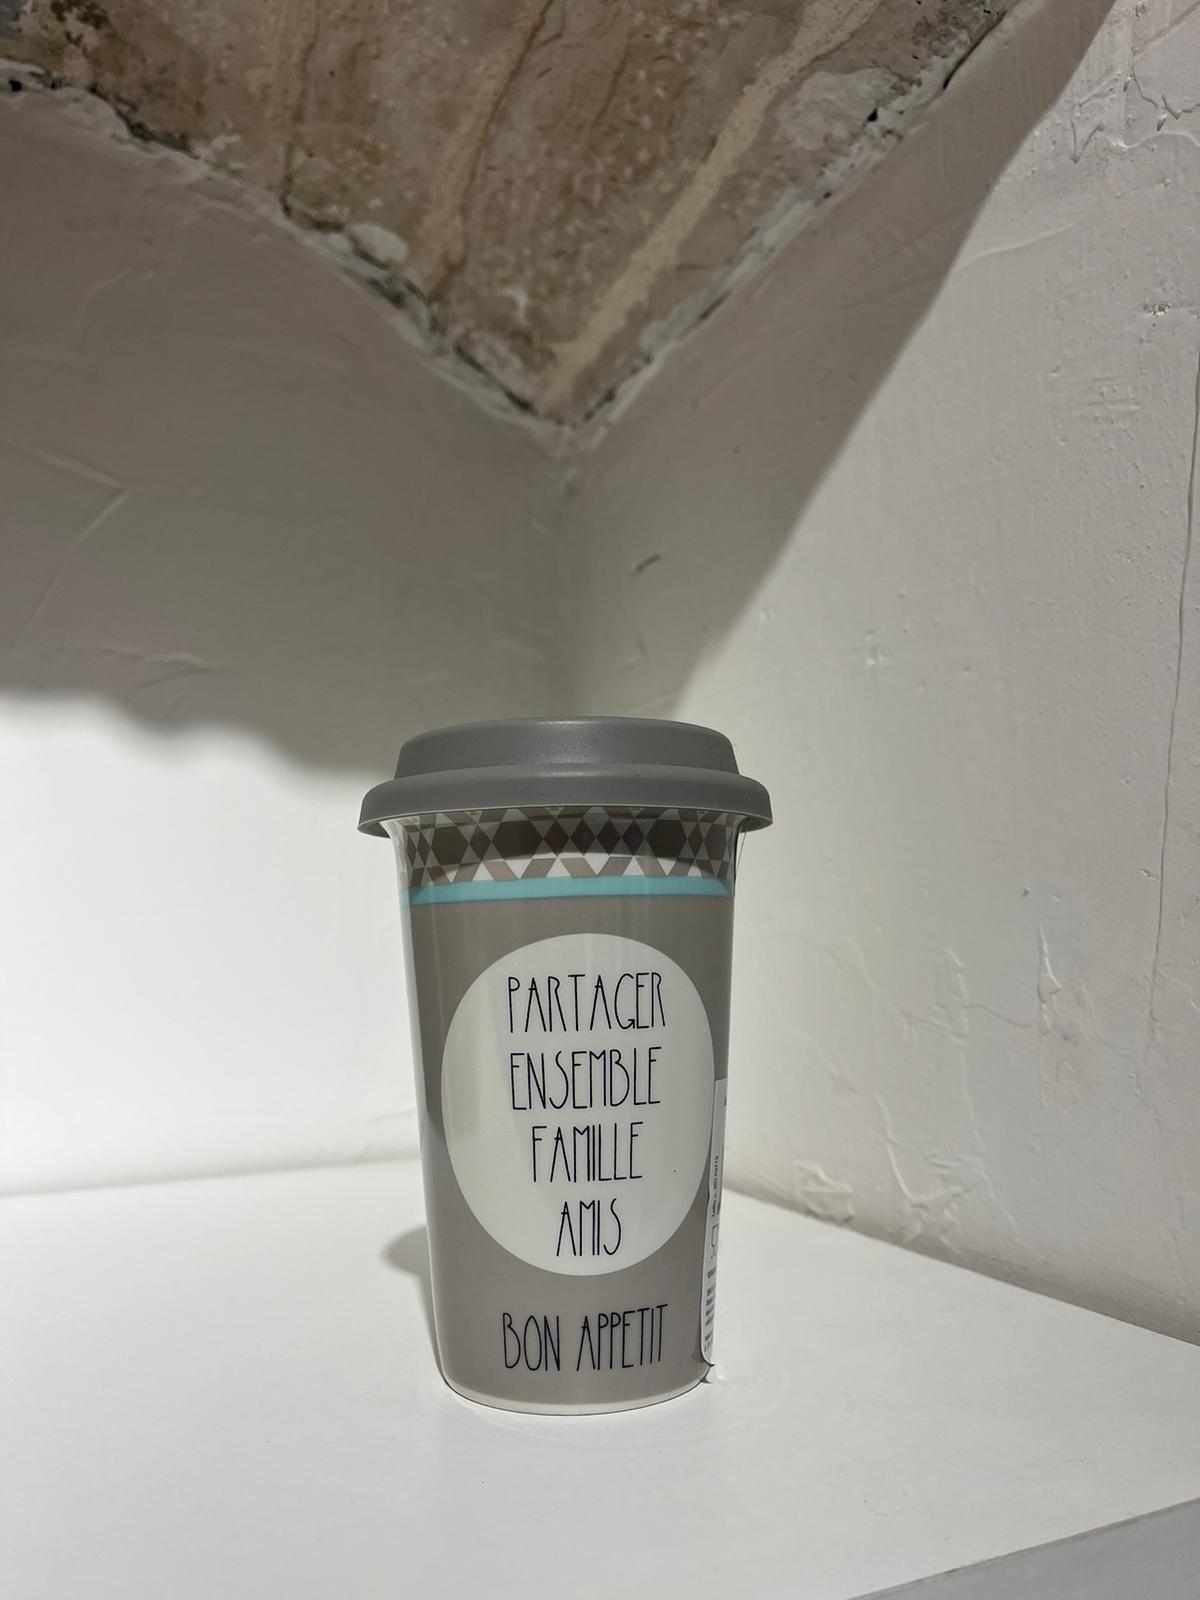 PARTAGER
ENSEMBLE
FAMILLE
AMIS
BON APPETIT